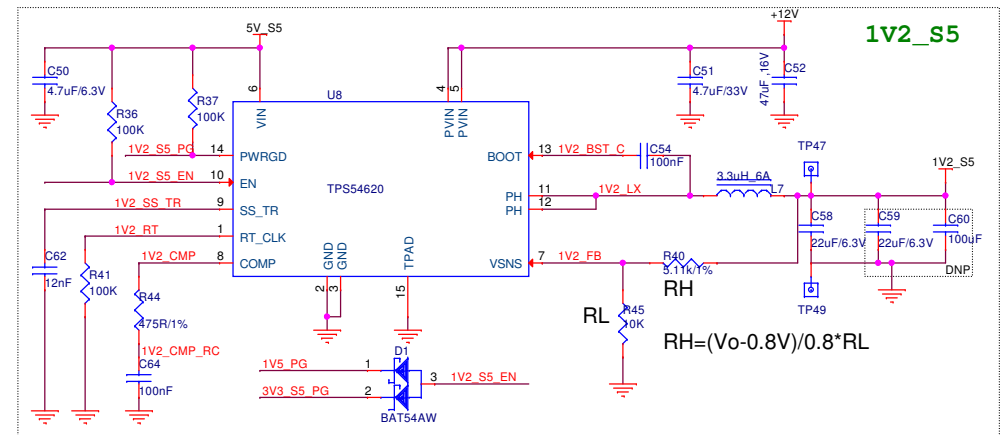 5V_S5
+12V
1V2_S5
C50
4.7uF/6.3V
R36
100K
R37
100K
6
VIN
U8
4
5
PVIN
PVIN
C51
4.7uF/33V
47uF ,16V
C52
1V2_S5_PG
14
PWRGD
BOOT
13
1V2_BST_C
C54
100nF
TP47
1V2_S5_EN
10
EN
TPS54620
PH
11
1V2_LX
3.3uH_6A
L7
1V2_S5
1V2_SS_TR
9
SS_TR
PH
12
1V2_RT
1
RT_CLK
C58
22uF/6.3V
C59
22uF/6.3V
C60
100uF
DNP
1V2_CMP
8
COMP
GND
GND
TPAD
VSNS
7
1V2_FB
R40
5.11k/1%
RH
C62
12nF
R41
100K
R44
475R/1%
2
3
15
RL
R45
10K
TP49
RH=(Vo-0.8V)/0.8*RL
1V2_CMP_RC
C64
100nF
D1
1V5_PG
1
3V3_S5_PG
2
3
1V2_S5_EN
BAT54AW